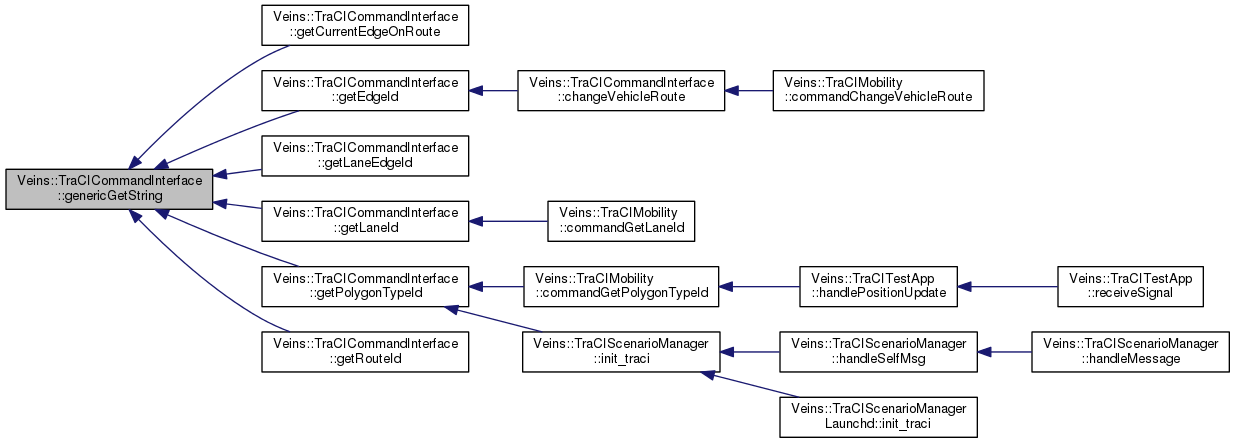 Veins::TraCICommandInterface
::getCurrentEdgeOnRoute
Veins::TraCICommandInterface
::getEdgeId
Veins::TraCICommandInterface
::changeVehicleRoute
Veins::TraCIMobility
::commandChangeVehicleRoute
Veins::TraCICommandInterface
::getLaneEdgeId
Veins::TraCICommandInterface
::genericGetString
Veins::TraCICommandInterface
::getLaneId
Veins::TraCIMobility
::commandGetLaneId
Veins::TraCICommandInterface
::getPolygonTypeId
Veins::TraCIMobility
::commandGetPolygonTypeId
Veins::TraCITestApp
::handlePositionUpdate
Veins::TraCITestApp
::receiveSignal
Veins::TraCICommandInterface
::getRouteId
Veins::TraCIScenarioManager
::init_traci
Veins::TraCIScenarioManager
::handleSelfMsg
Veins::TraCIScenarioManager
::handleMessage
Veins::TraCIScenarioManager
Launchd::init_traci